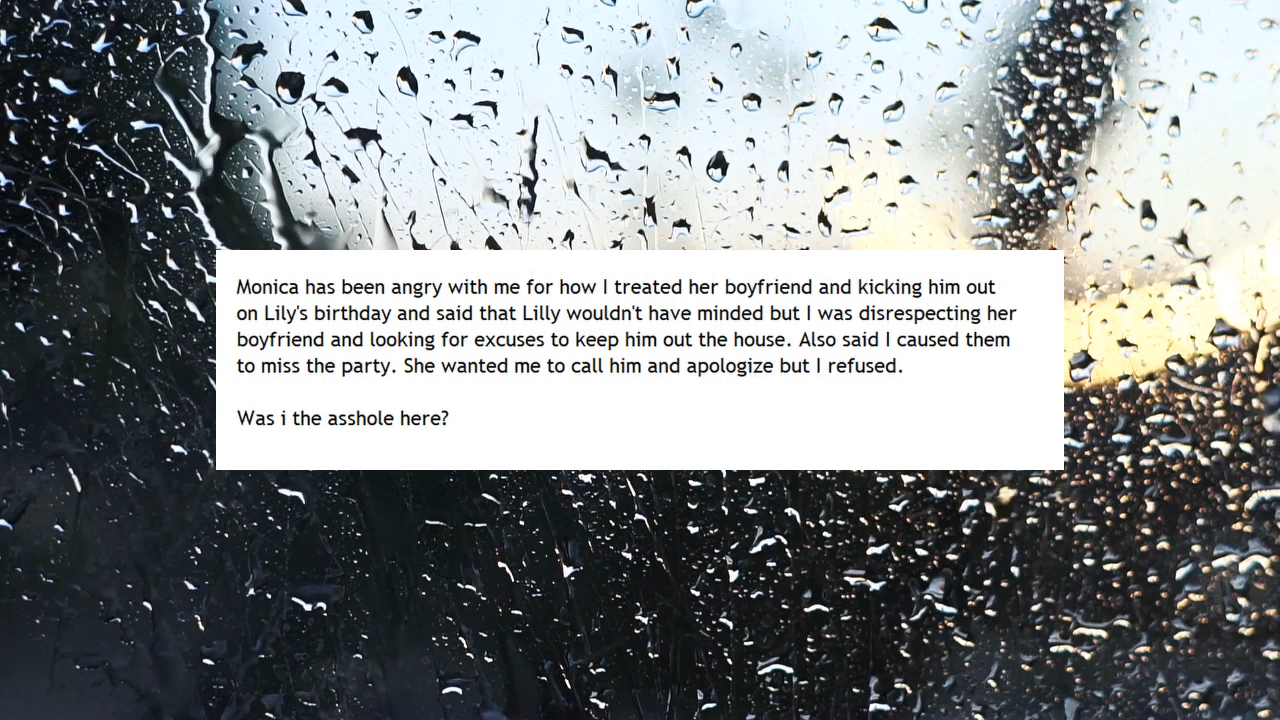 Monica has been angry with me for how I treated her boyfriend and kicking him out
on Lily's birthday and said that Lilly wouldn't have minded but I was disrespecting her
boyfriend and looking for excuses to keep him out the house. Also said I caused them
to miss the party. She wanted me to call him and apologize but I refused.
Was i the asshole here?